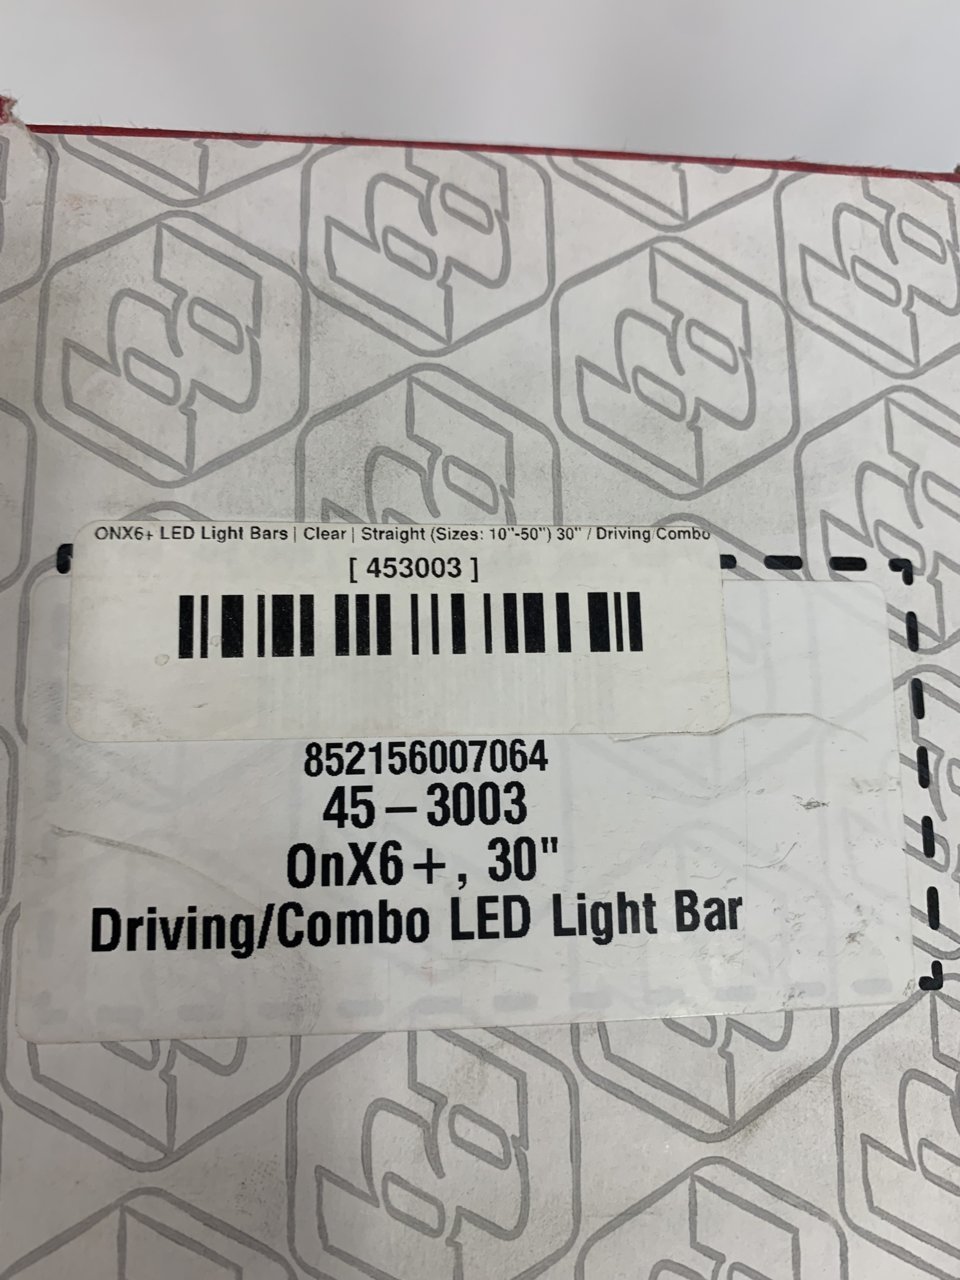 ONX6+ LED Light Bars | Clear | Straight (Sizes: 10"-50") 30" / Driving/Combo
[ 453003 ]
852156007064
45-3003
OnX6+, 30"
Driving/Combo LED Light Bar